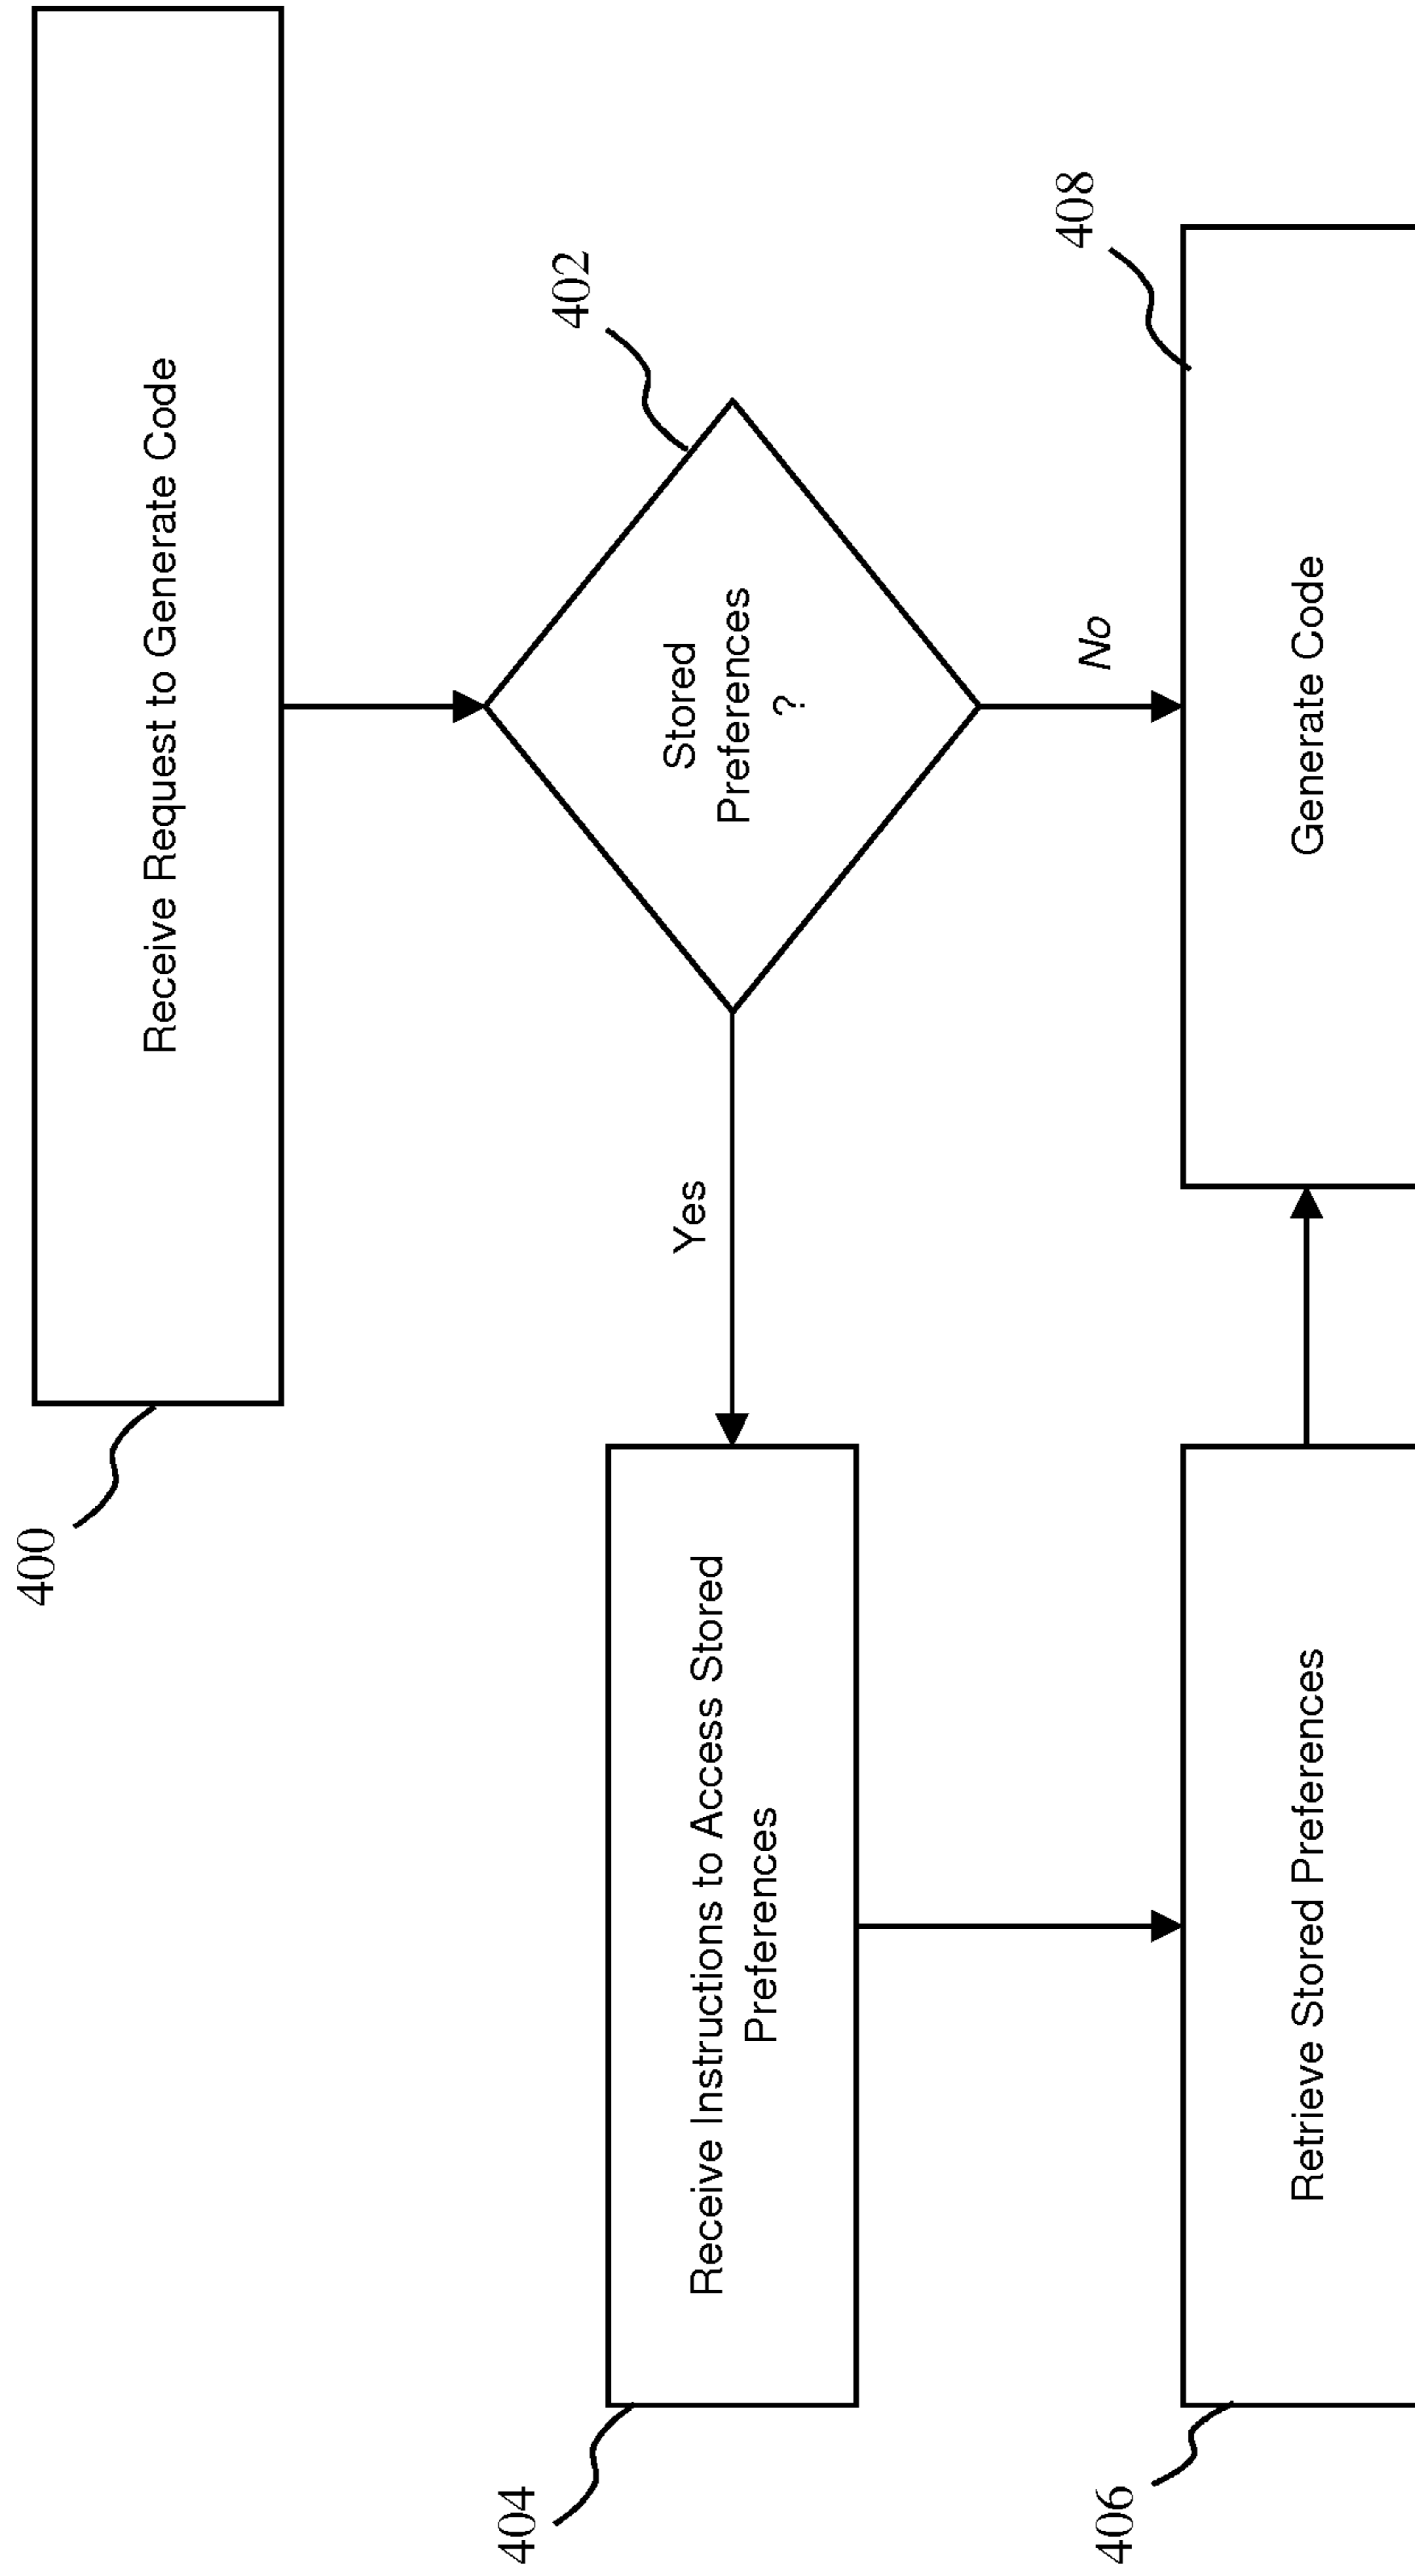 400
Receive Request to Generate Code
402
Stored
Preferences
?
Yes
No
404
Receive Instructions to Access Stored
Preferences
406
Retrieve Stored Preferences
408
Generate Code